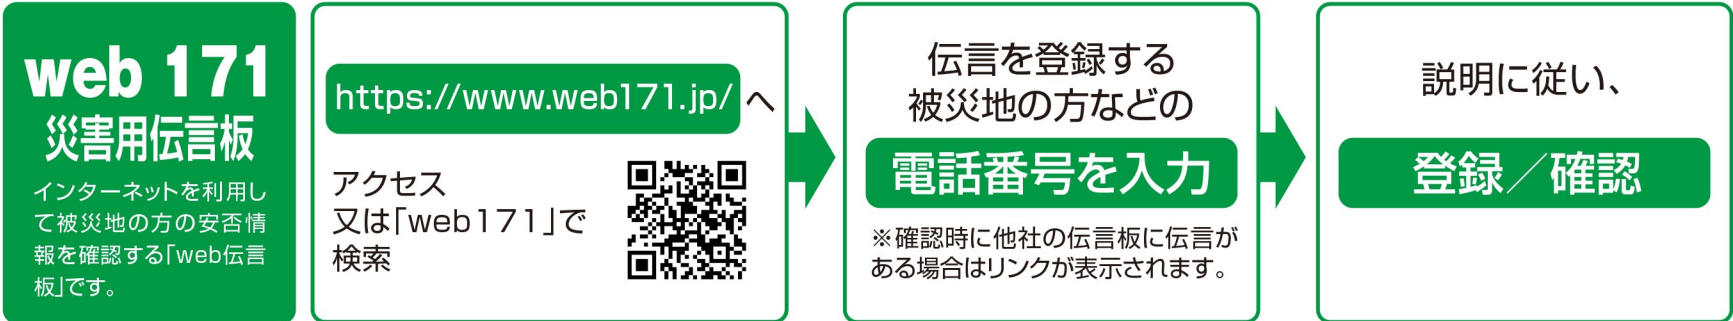 web 171
災害用伝言板
インターネットを利用し
て被災地の方の安否情
報を確認する「web伝言
板」です。
https://www.web171.jp/ へ
アクセス
又は「web171」で
検索
伝言を登録する
被災地の方などの
電話番号を入力
※確認時に他社の伝言板に伝言が
ある場合はリンクが表示されます。
説明に従い、
登録／確認